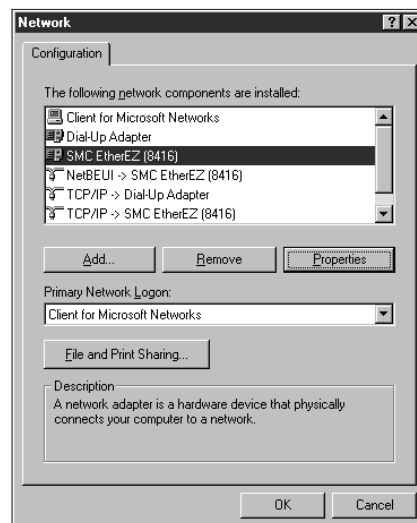 Network
Configuration
The following network components are installed:
Client for Microsoft Networks
Dial-Up Adapter
SMC EtherEZ (8416)
NetBEUI -> SMC EtherEZ (8416)
TCP/IP -> Dial-Up Adapter
TCP/IP -> SMC EtherEZ (8416)
Add... Remove Properties
Primary Network Logon:
Client for Microsoft Networks
File and Print Sharing...
Description
A network adapter is a hardware device that physically
connects your computer to a network.
OK Cancel